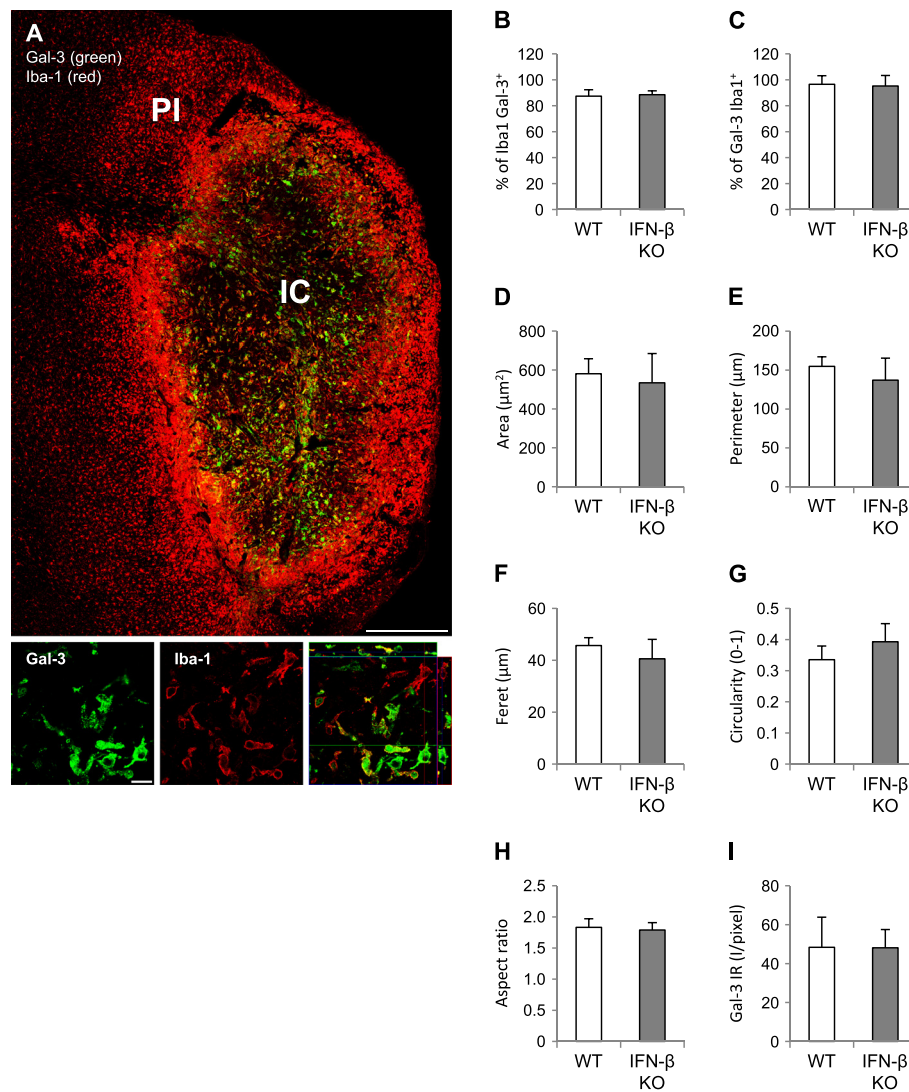 A
Gal-3 (green)
Iba-1 (red)
PI
IC
Gal-3
Iba-1
B
% of Iba1 Gal-3⁺
120
100
80
60
40
20
0
WT
IFN-β
KO
C
% of Gal-3 Iba1⁺
120
100
80
60
40
20
0
WT
IFN-β
KO
D
Area (µm²)
800
600
400
200
0
WT
IFN-β
KO
E
Perimeter (µm)
200
150
100
50
0
WT
IFN-β
KO
F
Feret (µm)
60
40
20
0
WT
IFN-β
KO
G
Circularity (0-1)
0.5
0.4
0.3
0.2
0.1
0
WT
IFN-β
KO
H
Aspect ratio
2.5
2.0
1.5
1.0
0.5
0.0
WT
IFN-β
KO
I
Gal-3 IR (I/pixel)
80
60
40
20
0
WT
IFN-β
KO